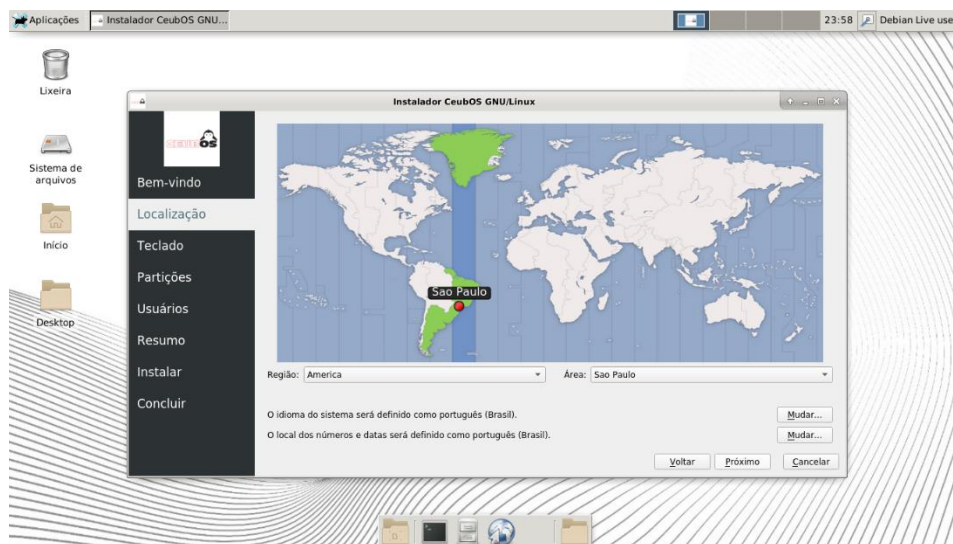 Aplicações
Instalador CeubOS GNU...
23:58
Debian Live use
Lixeira
Sistema de
arquivos
Início
Desktop
Instalador CeubOS GNU/Linux
CEUBOS
Bem-vindo
Localização
Teclado
Partições
Usuários
Resumo
Instalar
Concluir
Sao Paulo
Região: America
Área: Sao Paulo
O idioma do sistema será definido como português (Brasil).
Mudar...
O local dos números e datas será definido como português (Brasil).
Mudar...
Voltar
Próximo
Cancelar